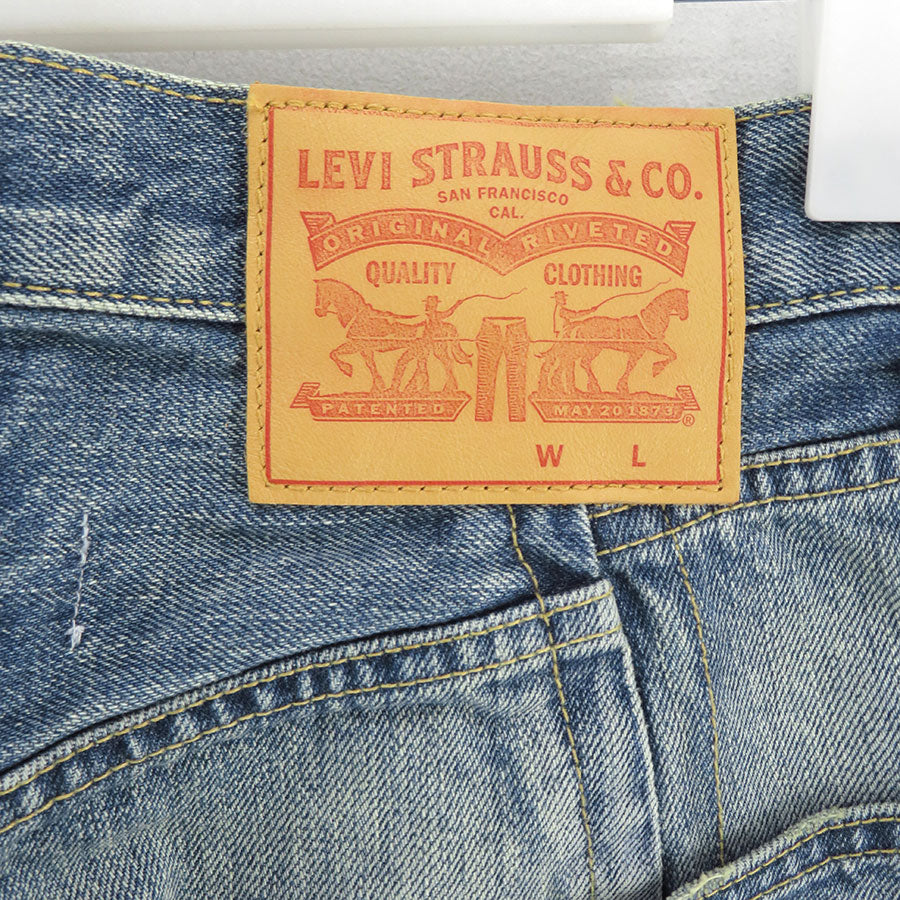 LEVI STRAUSS & CO.
SAN FRANCISCO
CAL.
ORIGINAL RIVETED
QUALITY CLOTHING
PATENTED MAY 20 1873 ®
W L